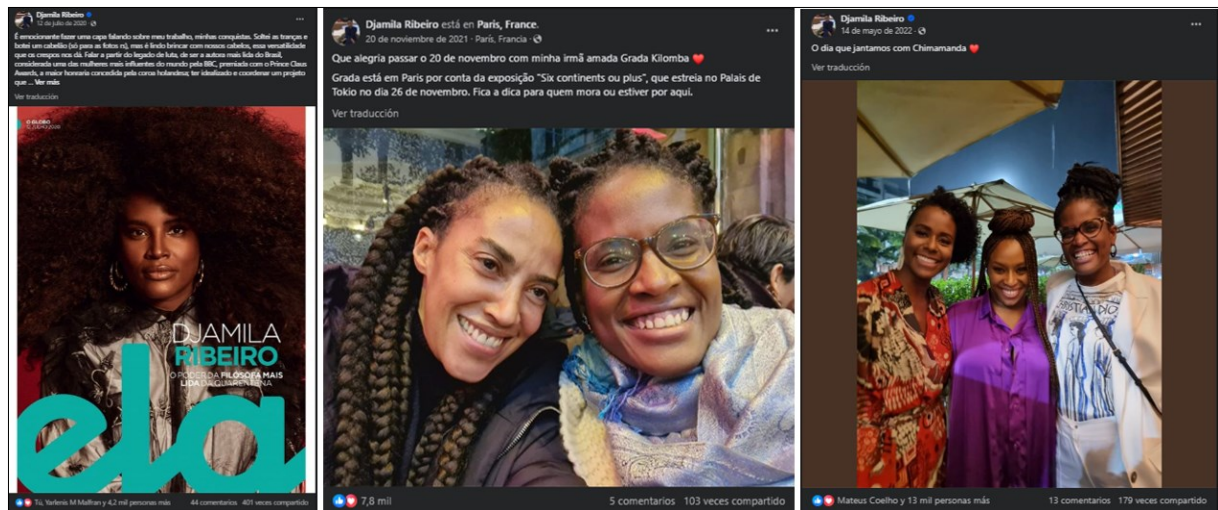 Djamila Ribeiro
12 de julio de 2020
É emocionante fazer uma capa falando sobre meu trabalho, minhas conquistas. Soltei as tranças e
botei um cabelão (só para as fotos rs), mas é lindo brincar com nossos cabelos, essa versatilidade
que os crespos nos dá. Falar a partir do legado de luta, de ser a autora mais lida do Brasil,
considerada uma das mulheres mais influentes do mundo pela BBC, premiada com o Prince Claus
Awards, a maior honraria concedida pela coroa holandesa; ter idealizado e coordenar um projeto
que ... Ver más
Ver traducción
O GLOBO
DJAMILA
RIBEIRO
O PODER DA FILÓSOFA MAIS
LIDA DA QUARENTENA
ela
Tú, Yarlenis M Malfran y 4,2 mil personas más
44 comentarios 401 veces compartido
Djamila Ribeiro está en Paris, France.
20 de noviembre de 2021 · París, Francia ·
Que alegria passar o 20 de novembro com minha irmã amada Grada Kilomba ❤️
Grada está em Paris por conta da exposição "Six continents ou plus", que estreia no Palais de
Tokio no dia 26 de novembro. Fica a dica para quem mora ou estiver por aqui.
Ver traducción
7,8 mil
5 comentarios 103 veces compartido
Djamila Ribeiro
14 de mayo de 2022 ·
O dia que jantamos com Chimamanda ❤️
Ver traducción
Mateus Coelho y 13 mil personas más
13 comentarios 179 veces compartido